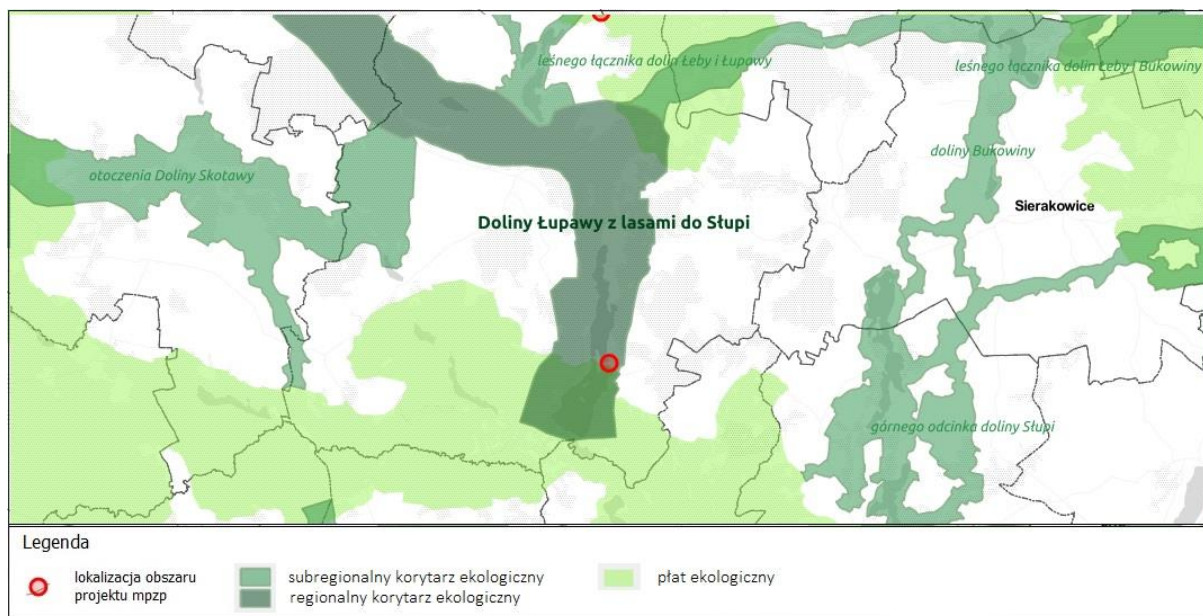 leśnego łącznika dolin Łeby i Łupawy
leśnego łącznika dolin Łeby i Bukowiny
doliny Bukowiny
otoczenia Doliny Skotawy
Sierakowice
Doliny Łupawy z lasami do Słupi
górnego odcinka doliny Słupi
Legenda
lokalizacja obszaru
projektu mpzp
subregionalny korytarz ekologiczny
regionalny korytarz ekologiczny
płat ekologiczny